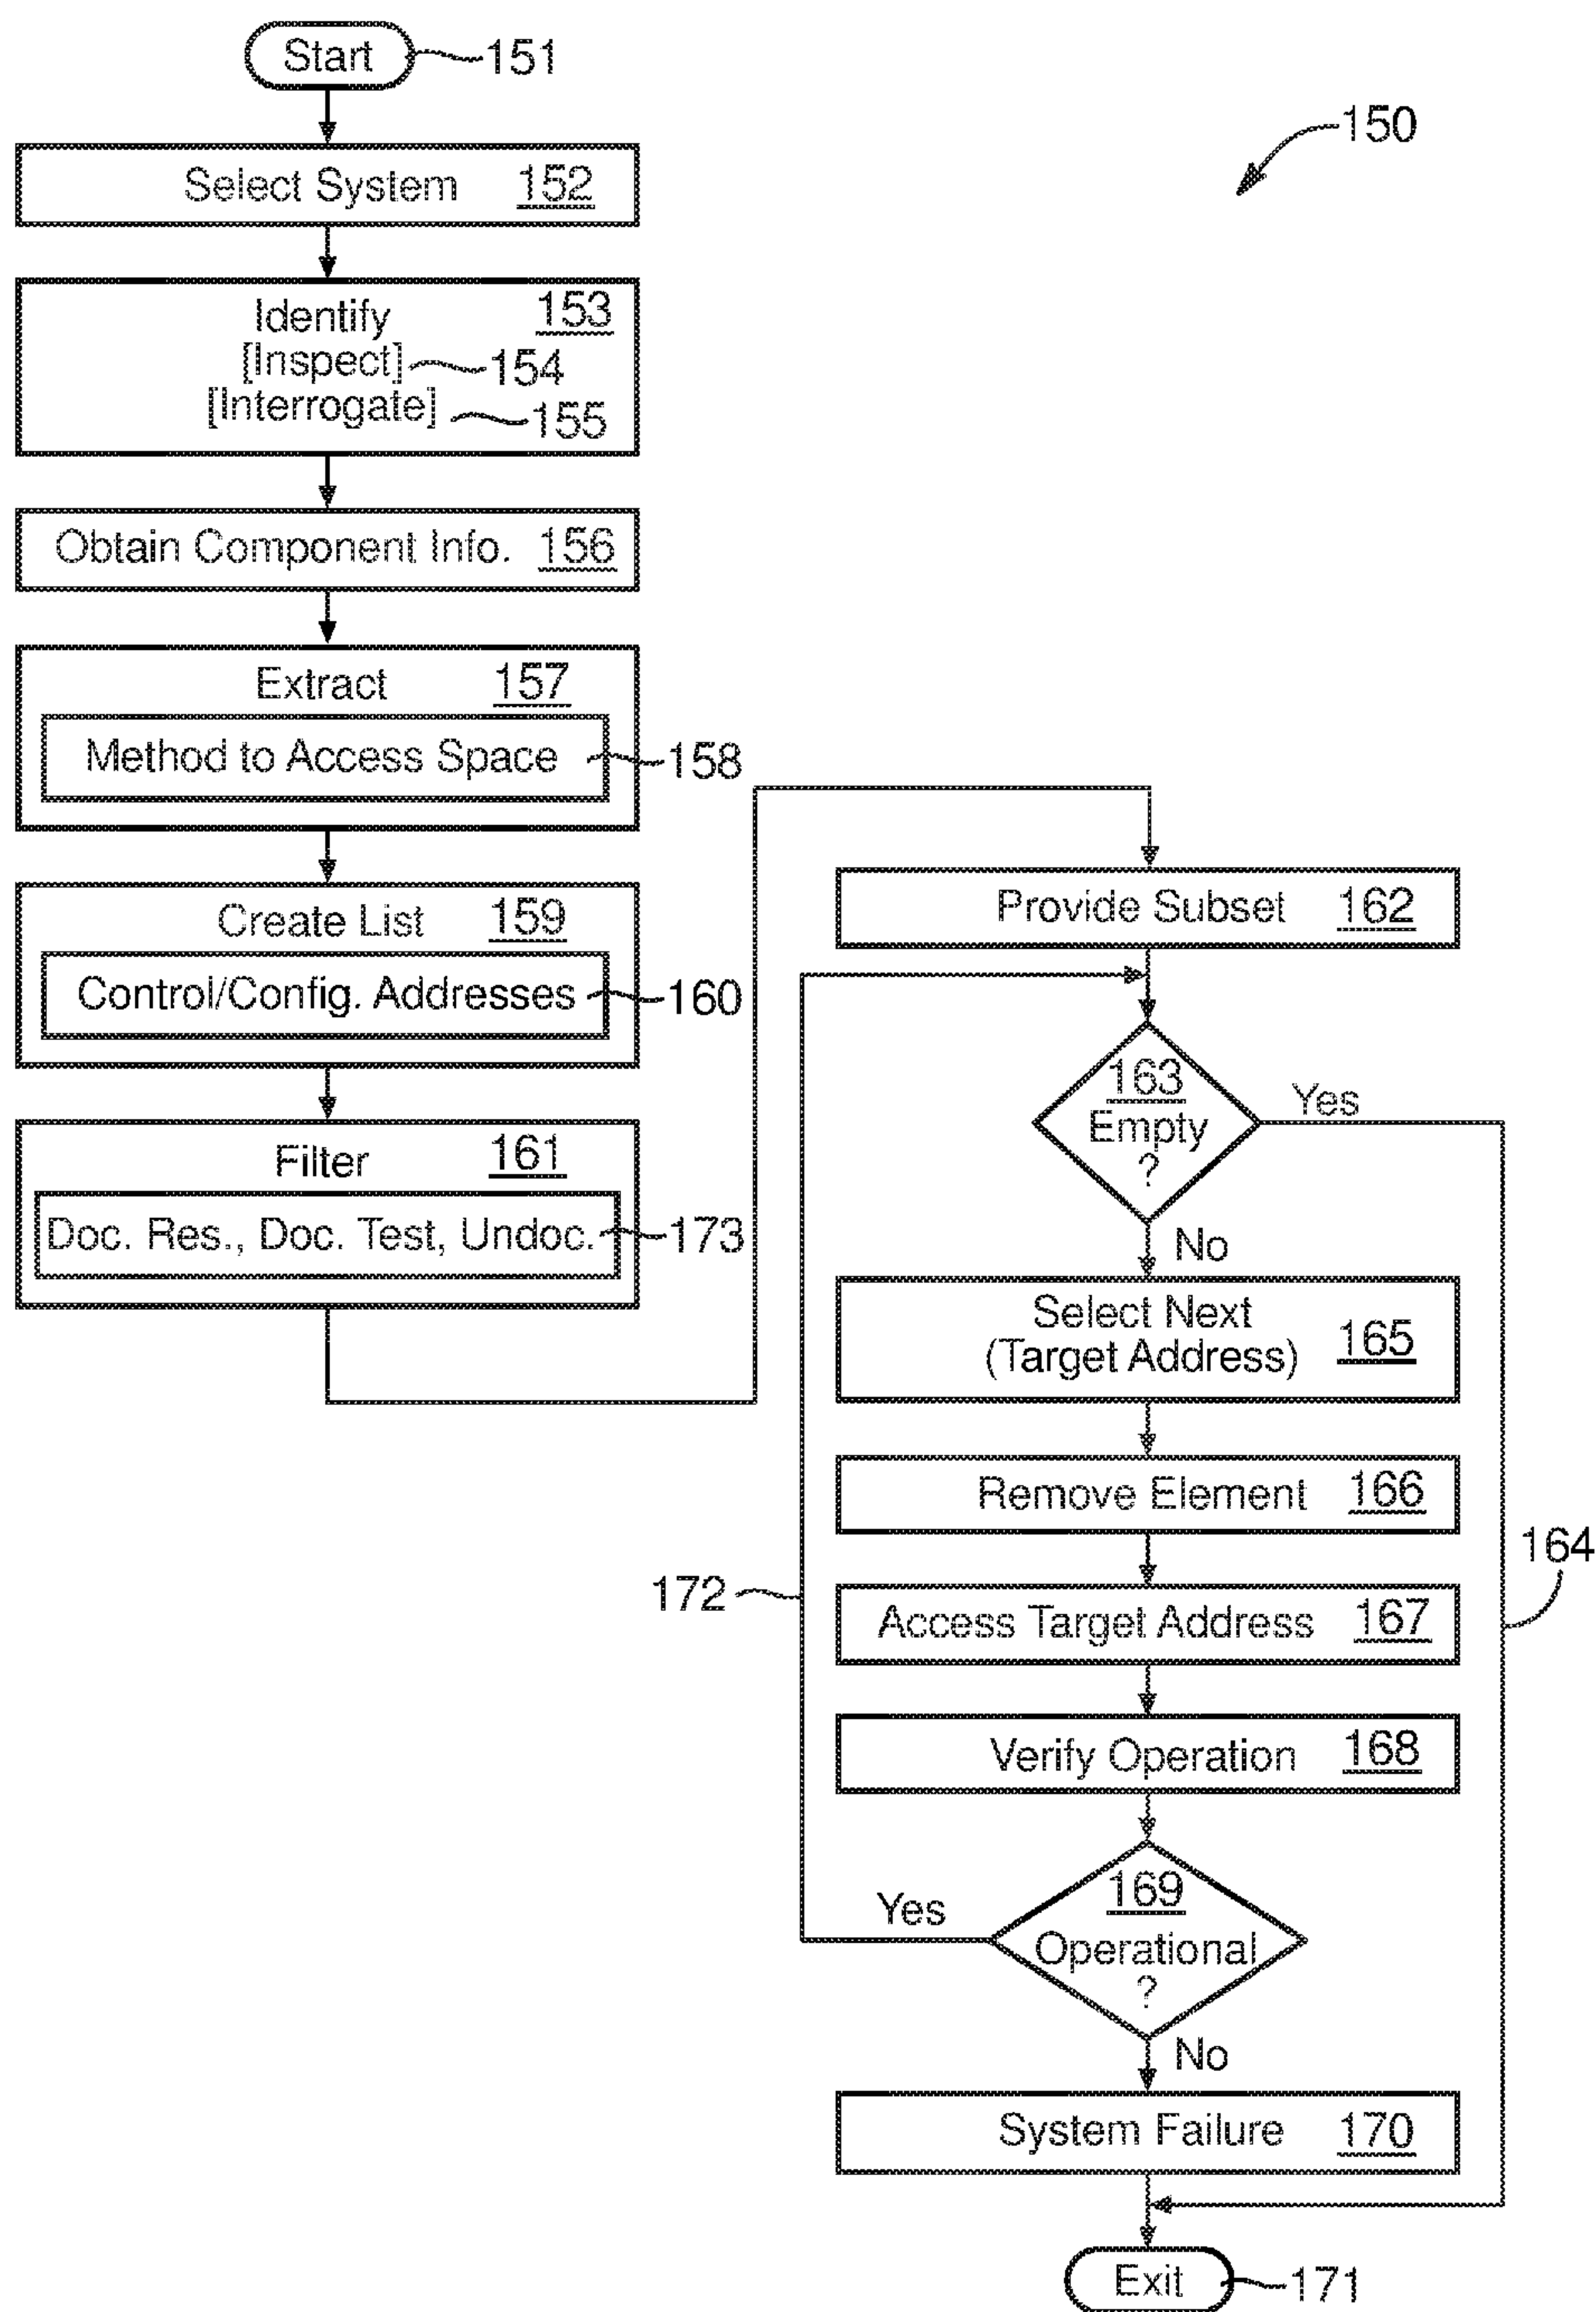 Start 151
150
Select System 152
Identify 153
[Inspect] 154
[Interrogate] 155
Obtain Component Info. 156
Extract 157
Method to Access Space 158
Create List 159
Control/Config. Addresses 160
Filter 161
Doc. Res., Doc. Test, Undoc. 173
Provide Subset 162
163
Empty
?
Yes
No
Select Next
(Target Address) 165
Remove Element 166
164
172
Access Target Address 167
Verify Operation 168
169
Operational
?
Yes
No
System Failure 170
Exit 171